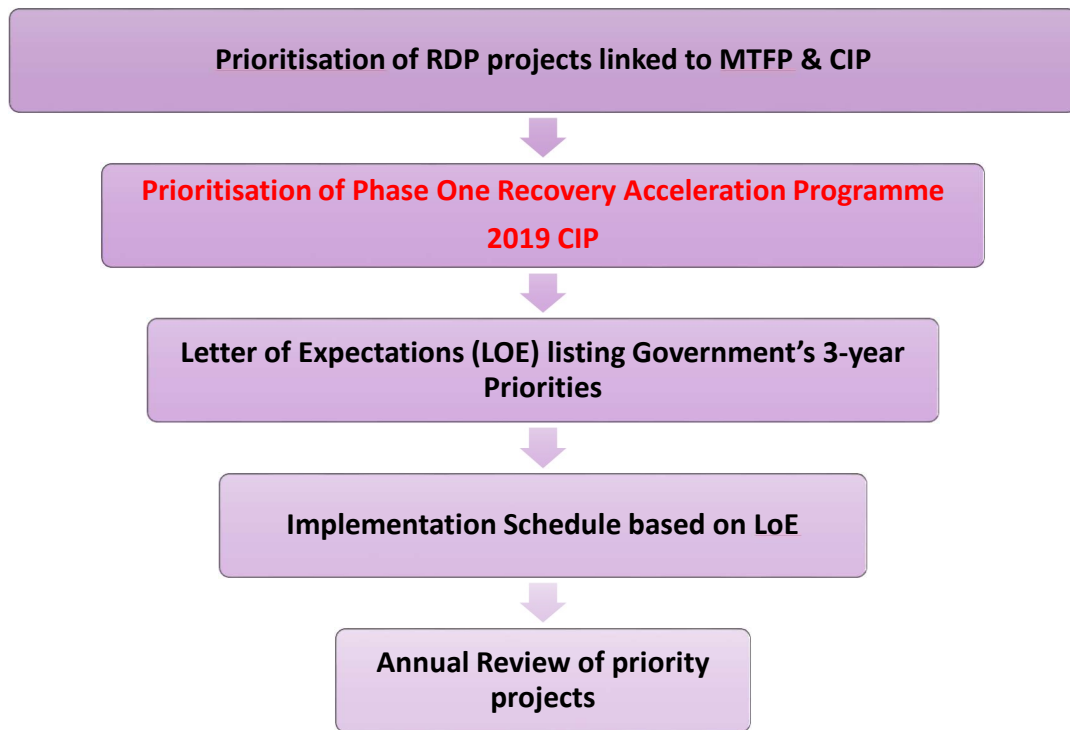 Prioritisation of RDP projects linked to MTFP & CIP
Prioritisation of Phase One Recovery Acceleration Programme
2019 CIP
Letter of Expectations (LOE) listing Government’s 3-year
Priorities
Implementation Schedule based on LoE
Annual Review of priority
projects